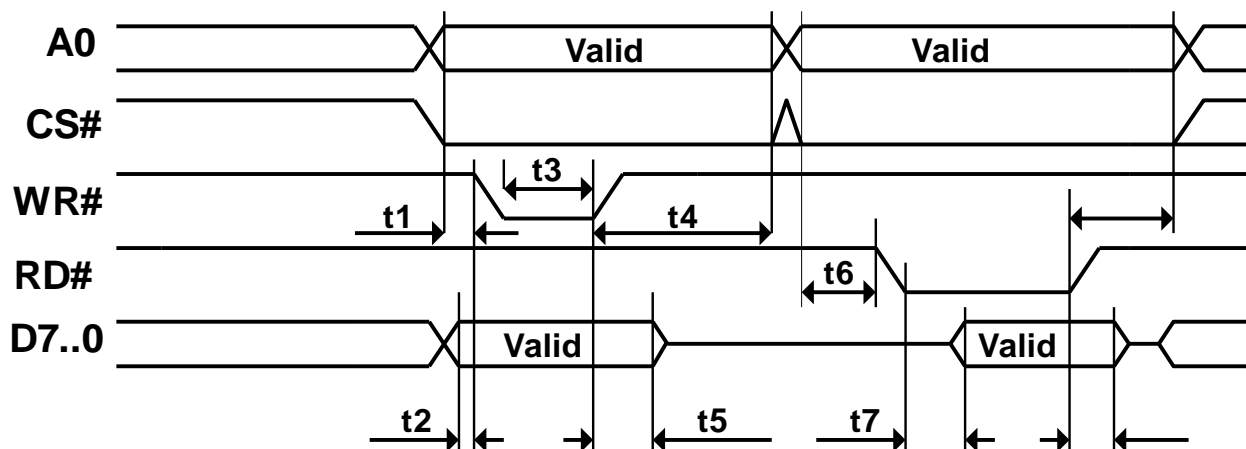 A0 Valid Valid
CS#
WR# t3
t1 t4
RD# t6
D7..0 Valid Valid
t2 t5 t7